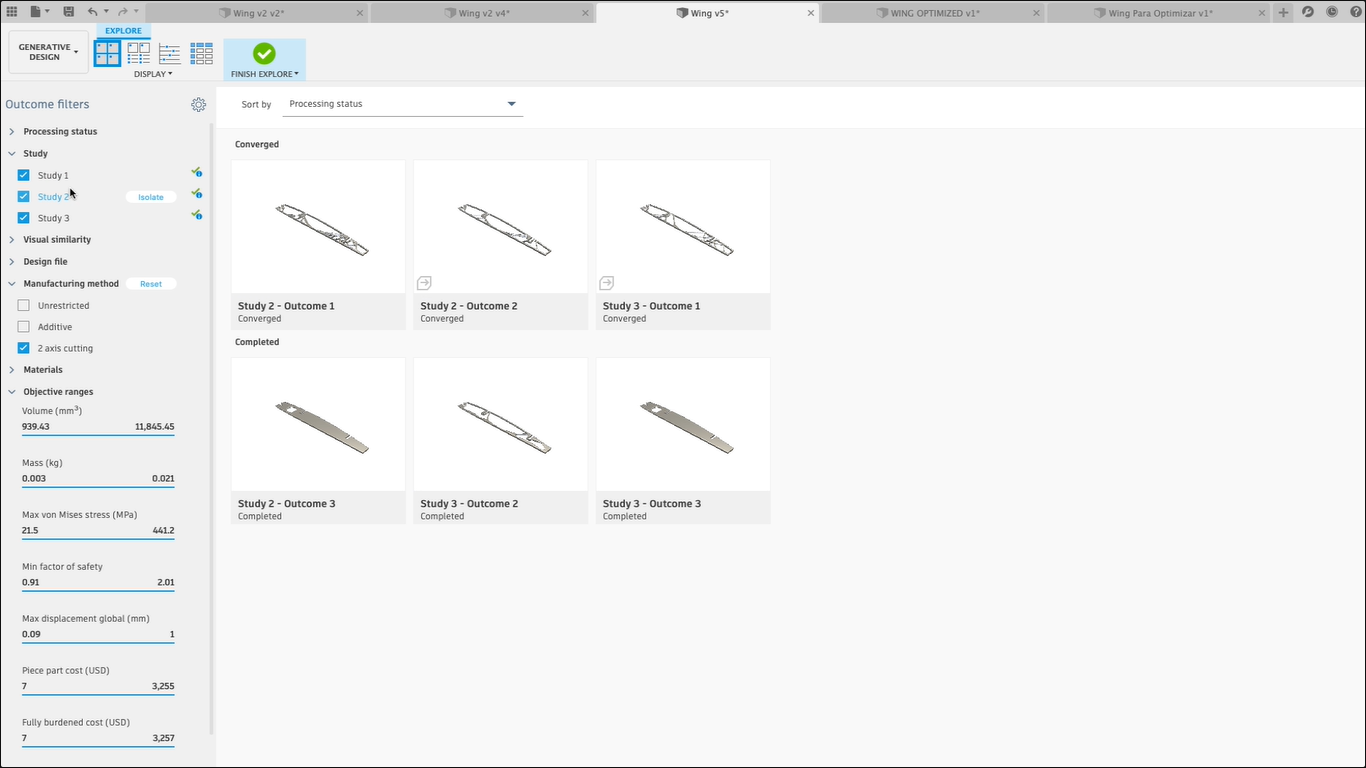 Wing v2 v2*
Wing v2 v4*
Wing v5*
WING OPTIMIZED v1*
Wing Para Optimizar v1*
EXPLORE
GENERATIVE
DESIGN
DISPLAY
FINISH EXPLORE
Outcome filters
Processing status
Study
Study 1
Study 2
Isolate
Study 3
Visual similarity
Design file
Manufacturing method
Reset
Unrestricted
Additive
2 axis cutting
Materials
Objective ranges
Volume (mm³)
939.43 11,845.45
Mass (kg)
0.003 0.021
Max von Mises stress (MPa)
21.5 441.2
Min factor of safety
0.91 2.01
Max displacement global (mm)
0.09 1
Piece part cost (USD)
7 3,255
Fully burdened cost (USD)
7 3,257
Sort by Processing status
Converged
Study 2 - Outcome 1
Converged
Study 2 - Outcome 2
Converged
Study 3 - Outcome 1
Converged
Completed
Study 2 - Outcome 3
Completed
Study 3 - Outcome 2
Completed
Study 3 - Outcome 3
Completed